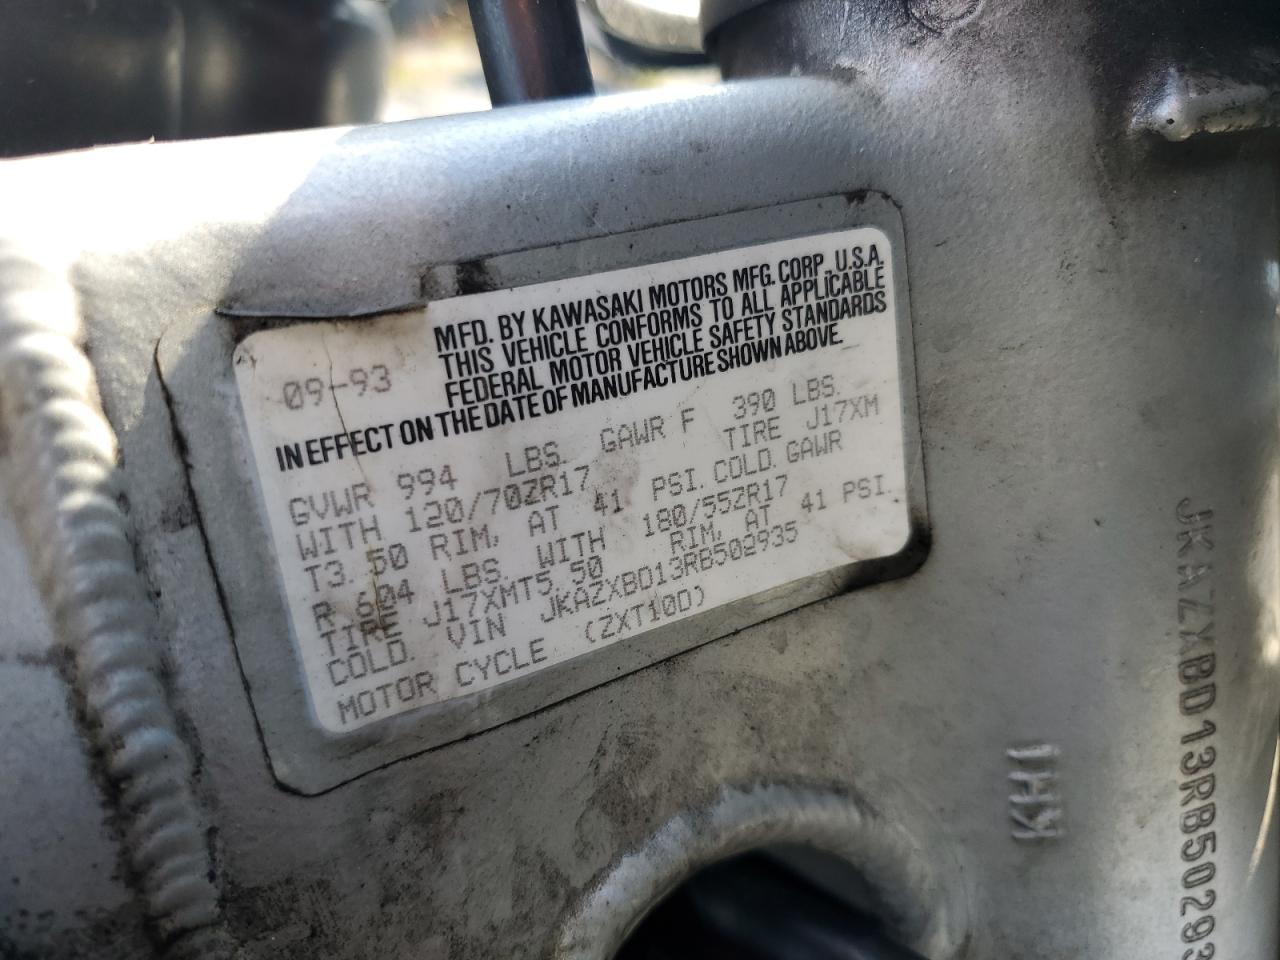 09-93
MFD. BY KAWASAKI MOTORS MFG. CORP., U.S.A.
THIS VEHICLE CONFORMS TO ALL APPLICABLE
FEDERAL MOTOR VEHICLE SAFETY STANDARDS
IN EFFECT ON THE DATE OF MANUFACTURE SHOWN ABOVE.
GVWR 994 LBS. GAWR F 390 LBS.
WITH 120/70ZR17 TIRE J17XM
T3.50 RIM, AT 41 PSI. COLD. GAWR
R 604 LBS. WITH 180/55ZR17
TIRE J17XMT5.50 RIM, AT 41 PSI.
COLD. VIN JKAZXBD13RB502935
MOTOR CYCLE (ZXT10D)
KHI
JKAZXBD13RB50293